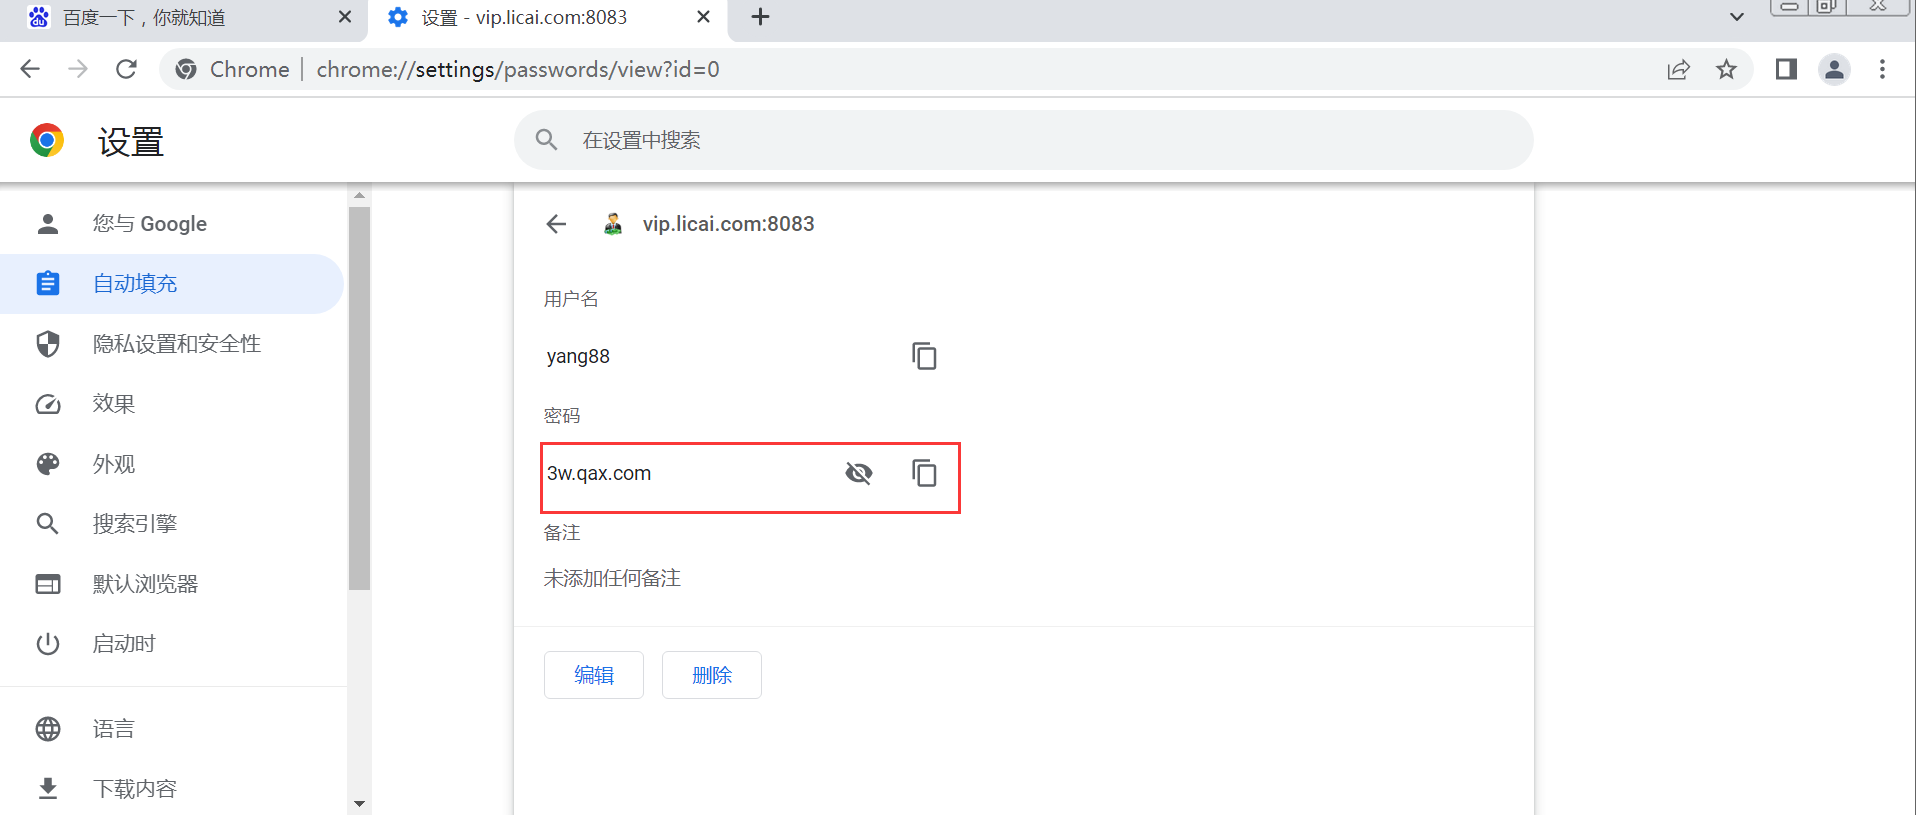 百度一下，你就知道
设置 - vip.licai.com:8083
Chrome | chrome://settings/passwords/view?id=0
设置
在设置中搜索
您与 Google
自动填充
隐私设置和安全性
效果
外观
搜索引擎
默认浏览器
启动时
语言
下载内容
vip.licai.com:8083
用户名
yang88
密码
3w.qax.com
备注
未添加任何备注
编辑
删除